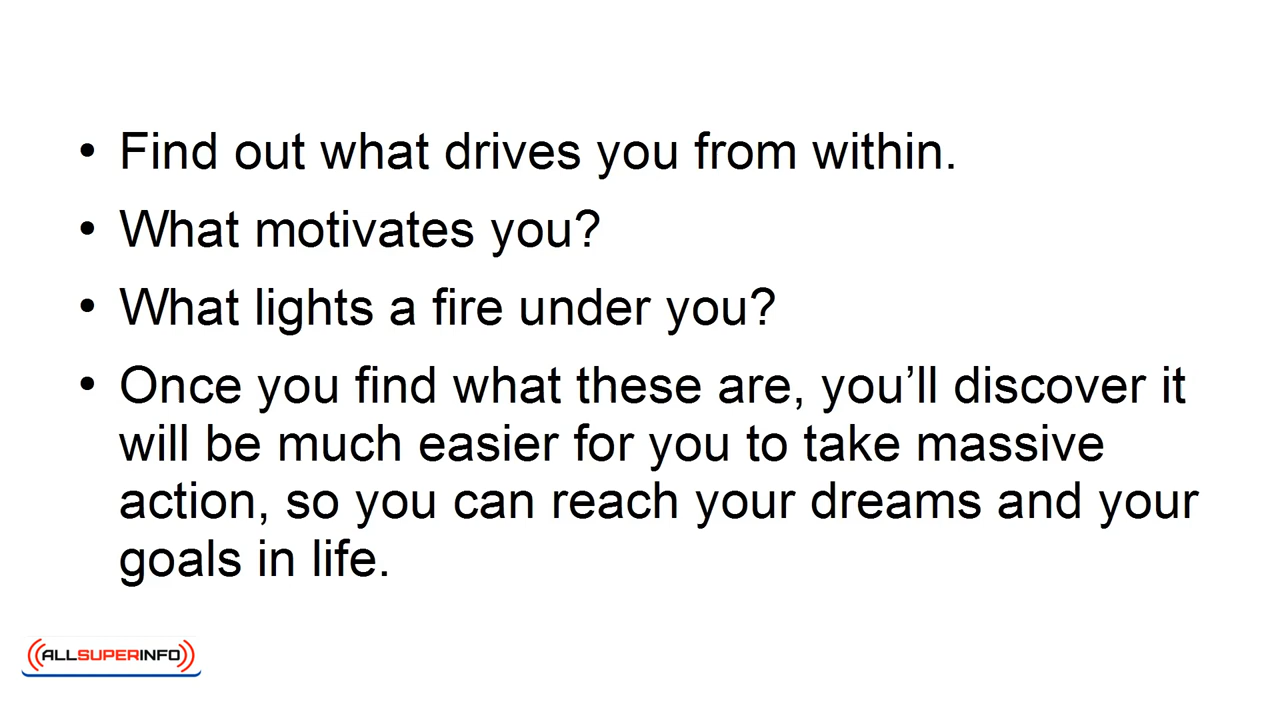 • Find out what drives you from within.
• What motivates you?
• What lights a fire under you?
• Once you find what these are, you’ll discover it
will be much easier for you to take massive
action, so you can reach your dreams and your
goals in life.
ALLSUPERINFO